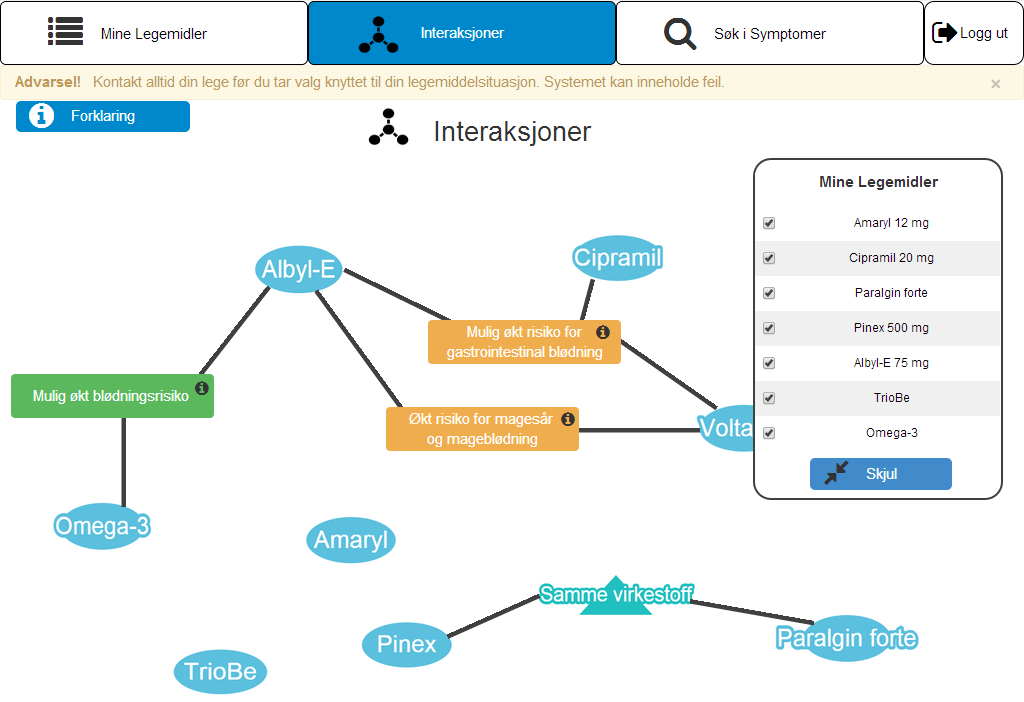 Mine Legemidler
Interaksjoner
Søk i Symptomer
Logg ut
Advarsel! Kontakt alltid din lege før du tar valg knyttet til din legemiddelsituasjon. Systemet kan inneholde feil.
×
Forklaring
Interaksjoner
Mine Legemidler
Amaryl 12 mg
Cipramil 20 mg
Paralgin forte
Pinex 500 mg
Albyl-E 75 mg
TrioBe
Omega-3
Skjul
Albyl-E
Cipramil
Mulig økt risiko for
gastrointestinal blødning
Mulig økt blødningsrisiko
Økt risiko for magesår
og mageblødning
Volta
Omega-3
Amaryl
Samme virkestoff
Pinex
Paralgin forte
TrioBe